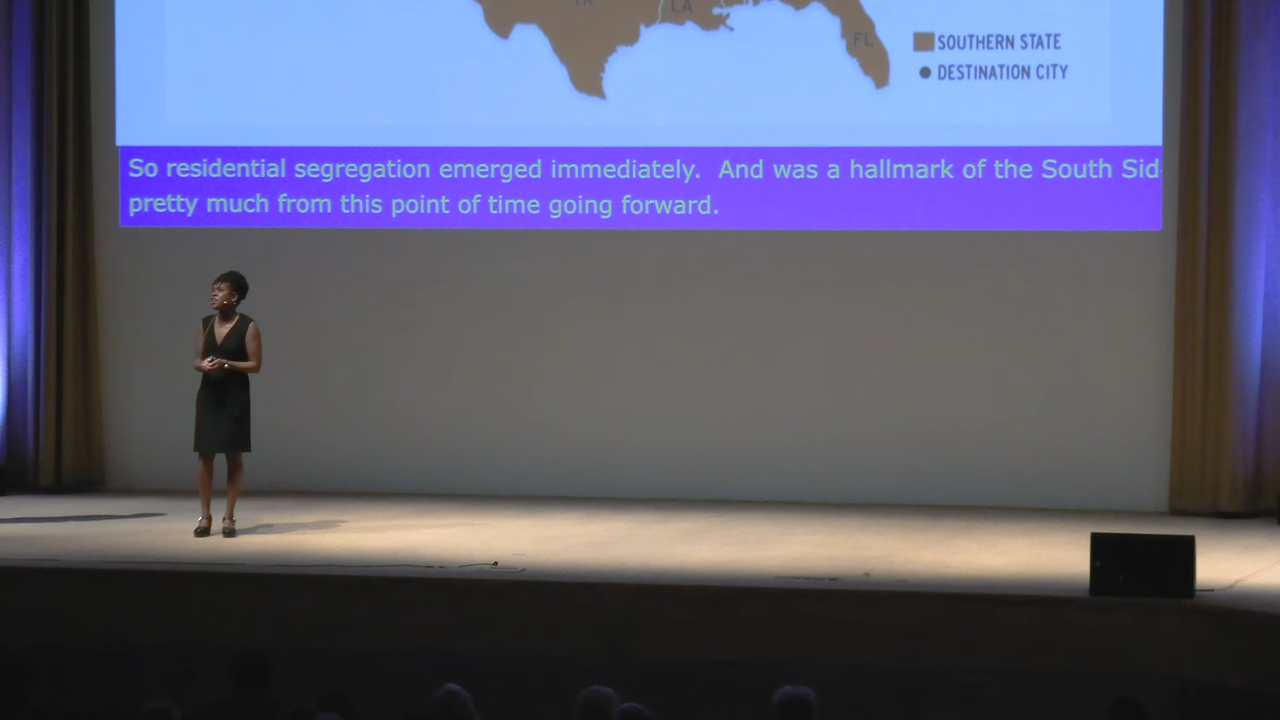 TX
LA
FL
SOUTHERN STATE
DESTINATION CITY
So residential segregation emerged immediately. And was a hallmark of the South Sid
pretty much from this point of time going forward.